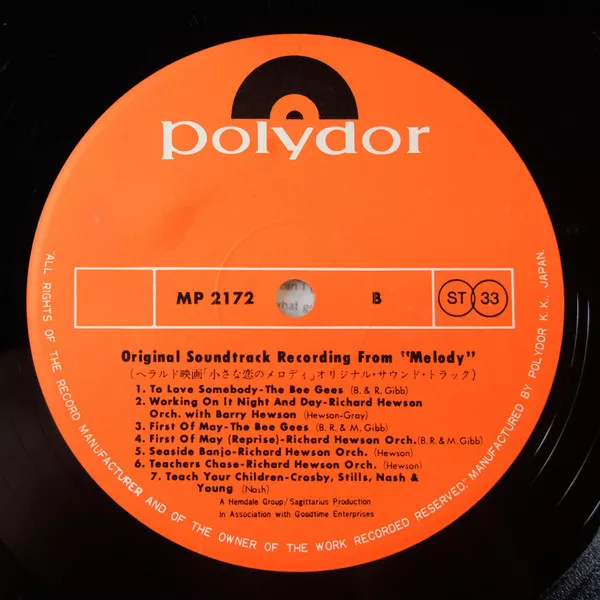 polydor
MP 2172 B ST 33
Original Soundtrack Recording From "Melody"
(ヘラルド映画「小さな恋のメロディ」オリジナル・サウンド・トラック)
1. To Love Somebody-The Bee Gees (B. & R. Gibb)
2. Working On It Night And Day-Richard Hewson
Orch. with Barry Hewson (Hewson-Gray)
3. First Of May-The Bee Gees (B. R. & M. Gibb)
4. First Of May (Reprise)-Richard Hewson Orch. (B. R. & M. Gibb)
5. Seaside Banjo-Richard Hewson Orch. (Hewson)
6. Teachers Chase-Richard Hewson Orch. (Hewson)
7. Teach Your Children-Crosby, Stills, Nash &
Young (Nash)
A Hemdale Group/Sagittarius Production
In Association with Goodtime Enterprises
"ALL RIGHTS OF THE RECORD MANUFACTURER AND OF THE OWNER OF THE WORK RECORDED RESERVED." MANUFACTURED BY POLYDOR K.K., JAPAN.